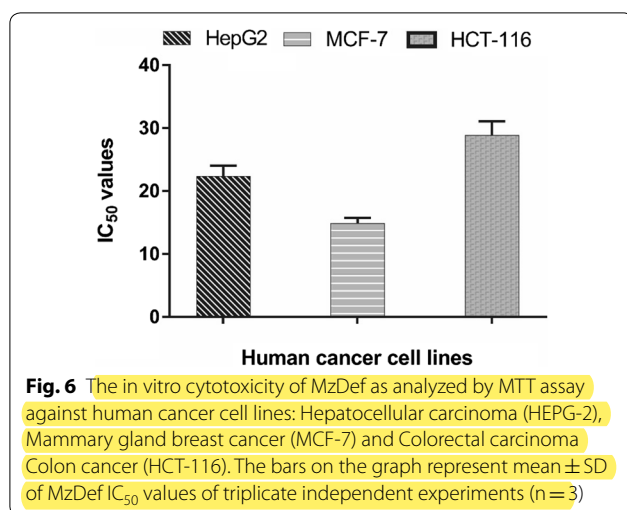 HepG2 MCF-7 HCT-116
40
30
20
10
0
IC50 values
Human cancer cell lines
Fig. 6 The in vitro cytotoxicity of MzDef as analyzed by MTT assay
against human cancer cell lines: Hepatocellular carcinoma (HEPG-2),
Mammary gland breast cancer (MCF-7) and Colorectal carcinoma
Colon cancer (HCT-116). The bars on the graph represent mean ± SD
of MzDef IC50 values of triplicate independent experiments (n = 3)